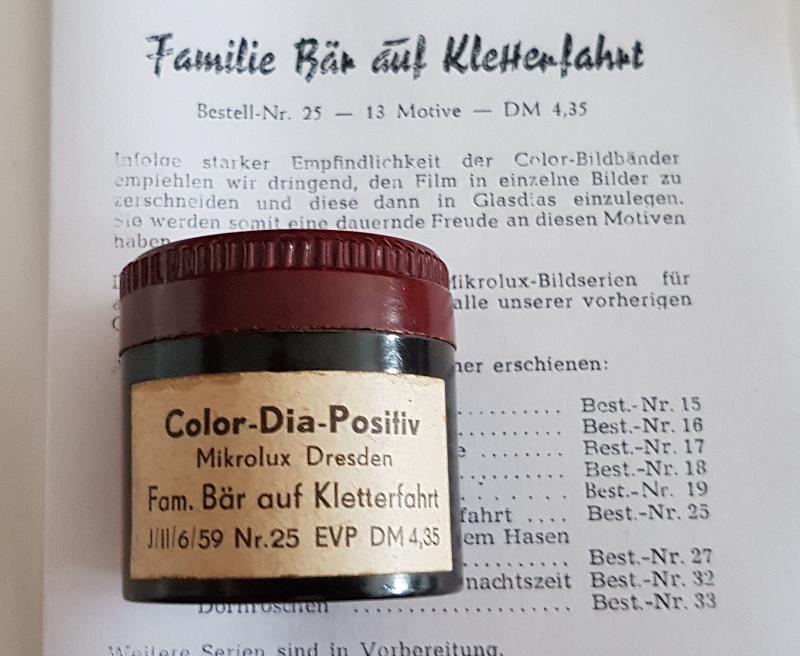 Familie Bär auf Kletterfahrt
Bestell-Nr. 25 — 13 Motive — DM 4,35
Infolge starker Empfindlichkeit der Color-Bildbänder
empfehlen wir dringend, den Film in einzelne Bilder zu
zerschneiden und diese dann in Glasdias einzulegen.
Sie werden somit eine dauernde Freude an diesen Motiven
haben.
Mikrolux-Bildserien für
alle unserer vorherigen
her erschienen:
.......... Best.-Nr. 15
.......... Best.-Nr. 16
.......... Best.-Nr. 17
.......... Best.-Nr. 18
.......... Best.-Nr. 19
fahrt .... Best.-Nr. 25
em Hasen
.......... Best.-Nr. 27
nachtszeit Best.-Nr. 32
Dornröschen .................... Best.-Nr. 33
Weitere Serien sind in Vorbereitung.
Color-Dia-Positiv
Mikrolux Dresden
Fam. Bär auf Kletterfahrt
J/II/6/59 Nr.25 EVP DM 4,35